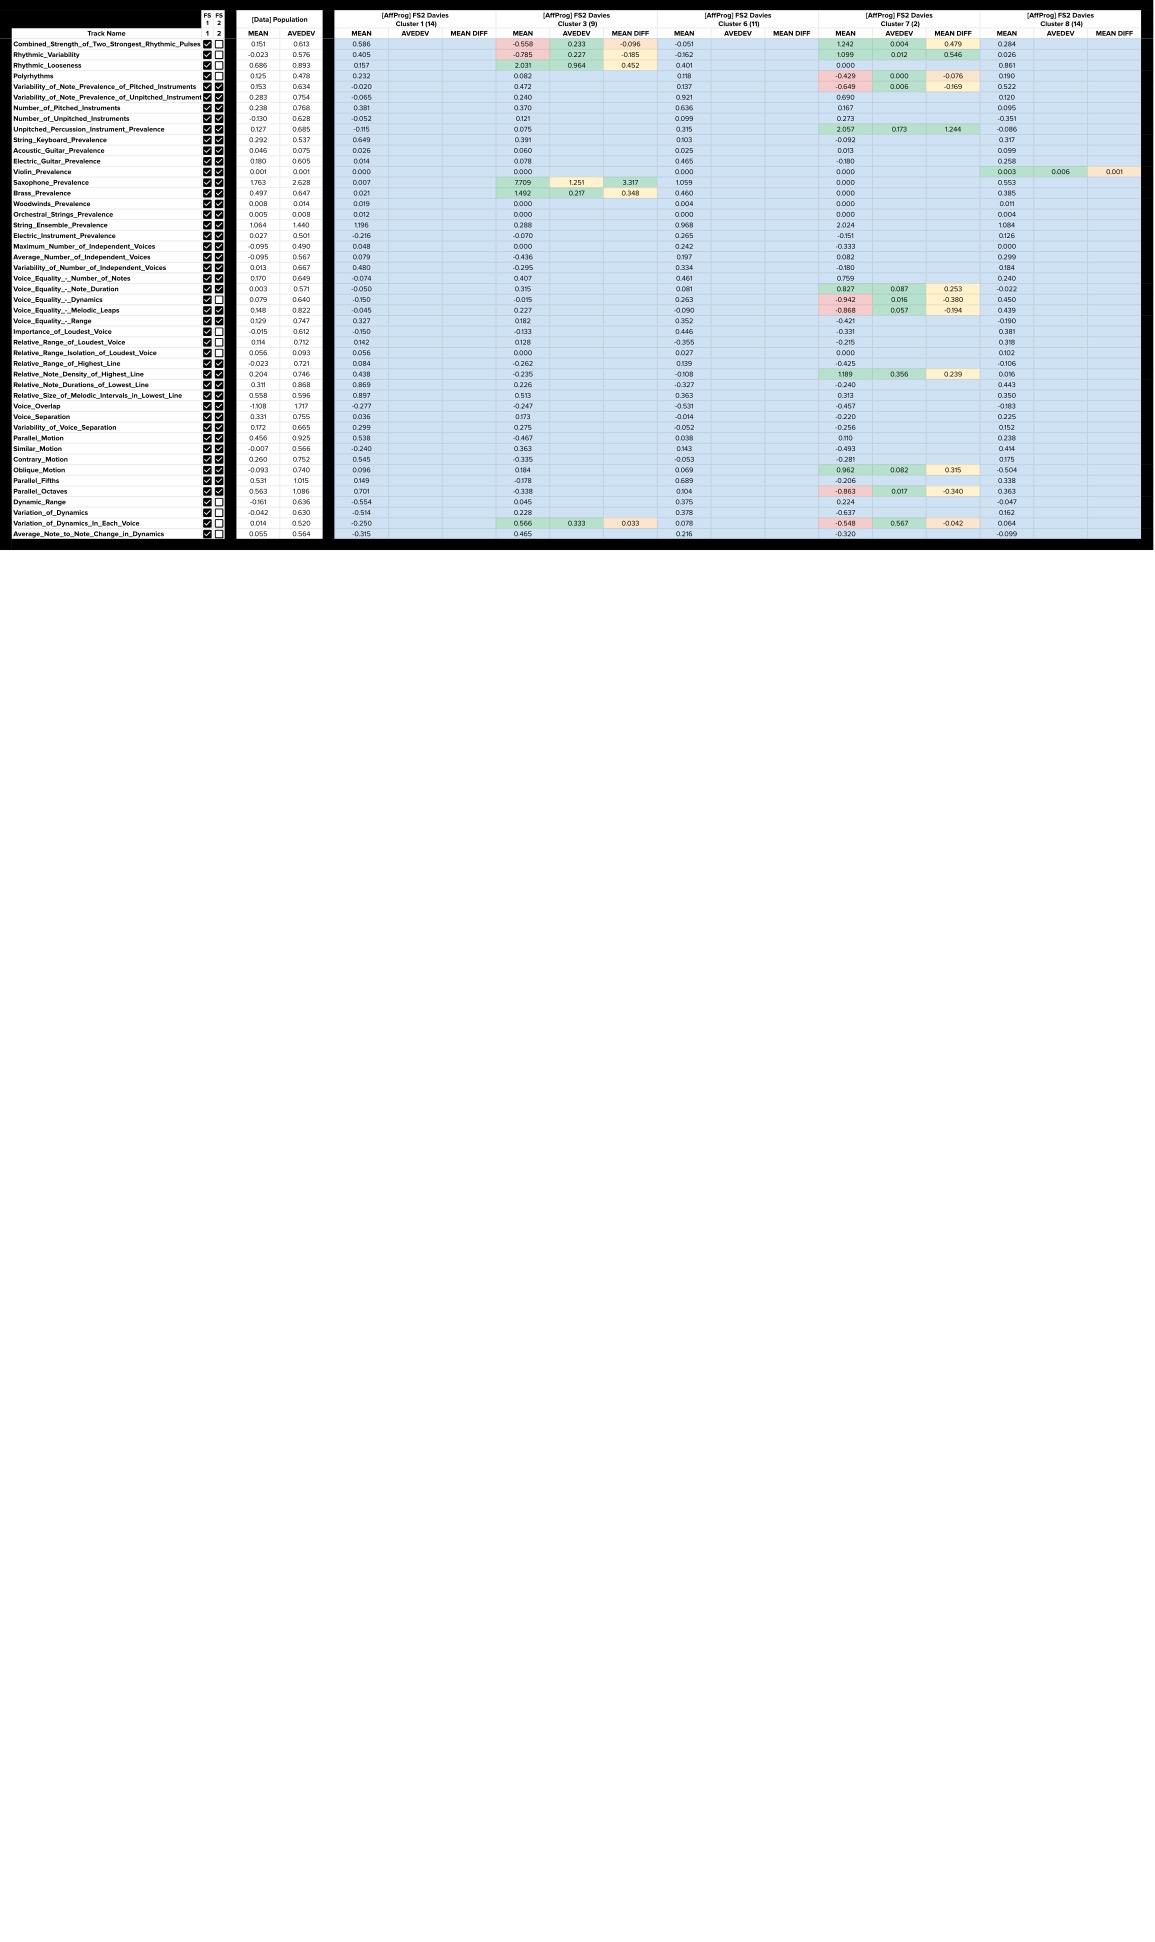 FS FS [Data] Population [AffProg] FS2 Davies [AffProg] FS2 Davies [AffProg] FS2 Davies [AffProg] FS2 Davies [AffProg] FS2 Davies
1 2 Cluster 1 (14) Cluster 3 (9) Cluster 6 (11) Cluster 7 (2) Cluster 8 (14)
Track Name 1 2 MEAN AVEDEV MEAN AVEDEV MEAN DIFF MEAN AVEDEV MEAN DIFF MEAN AVEDEV MEAN DIFF MEAN AVEDEV MEAN DIFF MEAN AVEDEV MEAN DIFF
Combined_Strength_of_Two_Strongest_Rhythmic_Pulses 0.151 0.613 0.586 -0.558 0.233 -0.096 -0.051 1.242 0.004 0.479 0.284
Rhythmic_Variability -0.023 0.576 0.405 -0.785 0.227 -0.185 -0.162 1.099 0.012 0.546 0.026
Rhythmic_Looseness 0.686 0.893 0.157 2.031 0.964 0.452 0.401 0.000 0.861
Polyrhythms 0.125 0.478 0.232 0.082 0.118 -0.429 0.000 -0.076 0.190
Variability_of_Note_Prevalence_of_Pitched_Instruments 0.153 0.634 -0.020 0.472 0.137 -0.649 0.006 -0.169 0.522
Variability_of_Note_Prevalence_of_Unpitched_Instrument 0.283 0.754 -0.065 0.240 0.921 0.690 0.120
Number_of_Pitched_Instruments 0.238 0.768 0.381 0.370 0.636 0.167 0.095
Number_of_Unpitched_Instruments -0.130 0.628 -0.052 0.121 0.099 0.273 -0.351
Unpitched_Percussion_Instrument_Prevalence 0.127 0.685 -0.115 0.075 0.315 2.057 0.173 1.244 -0.086
String_Keyboard_Prevalence 0.292 0.537 0.649 0.391 0.103 -0.092 0.317
Acoustic_Guitar_Prevalence 0.046 0.075 0.026 0.060 0.025 0.013 0.099
Electric_Guitar_Prevalence 0.180 0.605 0.014 0.078 0.465 -0.180 0.258
Violin_Prevalence 0.001 0.001 0.000 0.000 0.000 0.000 0.003 0.006 0.001
Saxophone_Prevalence 1.763 2.628 0.007 7.709 1.251 3.317 1.059 0.000 0.553
Brass_Prevalence 0.497 0.647 0.021 1.492 0.217 0.348 0.460 0.000 0.385
Woodwinds_Prevalence 0.008 0.014 0.019 0.000 0.004 0.000 0.011
Orchestral_Strings_Prevalence 0.005 0.008 0.012 0.000 0.000 0.000 0.004
String_Ensemble_Prevalence 1.064 1.440 1.196 0.288 0.968 2.024 1.084
Electric_Instrument_Prevalence 0.027 0.501 -0.216 -0.070 0.265 -0.151 0.126
Maximum_Number_of_Independent_Voices -0.095 0.490 0.048 0.000 0.242 -0.333 0.000
Average_Number_of_Independent_Voices -0.095 0.567 0.079 -0.436 0.197 0.082 0.299
Variability_of_Number_of_Independent_Voices 0.013 0.667 0.480 -0.295 0.334 -0.180 0.184
Voice_Equality_-_Number_of_Notes 0.170 0.649 -0.074 0.407 0.461 0.759 0.240
Voice_Equality_-_Note_Duration 0.003 0.571 -0.050 0.315 0.081 0.827 0.087 0.253 -0.022
Voice_Equality_-_Dynamics 0.079 0.640 -0.150 -0.015 0.263 -0.942 0.016 -0.380 0.450
Voice_Equality_-_Melodic_Leaps 0.148 0.822 -0.045 0.227 -0.090 -0.868 0.057 -0.194 0.439
Voice_Equality_-_Range 0.129 0.747 0.327 0.182 0.352 -0.421 -0.190
Importance_of_Loudest_Voice -0.015 0.612 -0.150 -0.133 0.446 -0.331 0.381
Relative_Range_of_Loudest_Voice 0.114 0.712 0.142 0.128 -0.355 -0.215 0.318
Relative_Range_Isolation_of_Loudest_Voice 0.056 0.093 0.056 0.000 0.027 0.000 0.102
Relative_Range_of_Highest_Line -0.023 0.721 0.084 -0.262 0.139 -0.425 -0.106
Relative_Note_Density_of_Highest_Line 0.204 0.746 0.438 -0.235 -0.108 1.189 0.356 0.239 0.016
Relative_Note_Durations_of_Lowest_Line 0.311 0.868 0.869 0.226 -0.327 -0.240 0.443
Relative_Size_of_Melodic_Intervals_in_Lowest_Line 0.558 0.596 0.897 0.513 0.363 0.313 0.350
Voice_Overlap -1.108 1.717 -0.277 -0.247 -0.531 -0.457 -0.183
Voice_Separation 0.331 0.755 0.036 0.173 -0.014 -0.220 0.225
Variability_of_Voice_Separation 0.172 0.665 0.299 0.275 -0.052 -0.256 0.152
Parallel_Motion 0.456 0.925 0.538 -0.467 0.038 0.110 0.238
Similar_Motion -0.007 0.566 -0.240 0.363 0.143 -0.493 0.414
Contrary_Motion 0.260 0.752 0.545 -0.335 -0.053 -0.281 0.175
Oblique_Motion -0.093 0.740 0.096 0.184 0.069 0.962 0.082 0.315 -0.504
Parallel_Fifths 0.531 1.015 0.149 -0.178 0.689 -0.206 0.338
Parallel_Octaves 0.563 1.086 0.701 -0.338 0.104 -0.863 0.017 -0.340 0.363
Dynamic_Range -0.161 0.636 -0.554 0.045 0.375 0.224 -0.047
Variation_of_Dynamics -0.042 0.630 -0.514 0.228 0.378 -0.637 0.162
Variation_of_Dynamics_In_Each_Voice 0.014 0.520 -0.250 0.566 0.333 0.033 0.078 -0.548 0.567 -0.042 0.064
Average_Note_to_Note_Change_in_Dynamics 0.055 0.564 -0.315 0.465 0.216 -0.320 -0.099